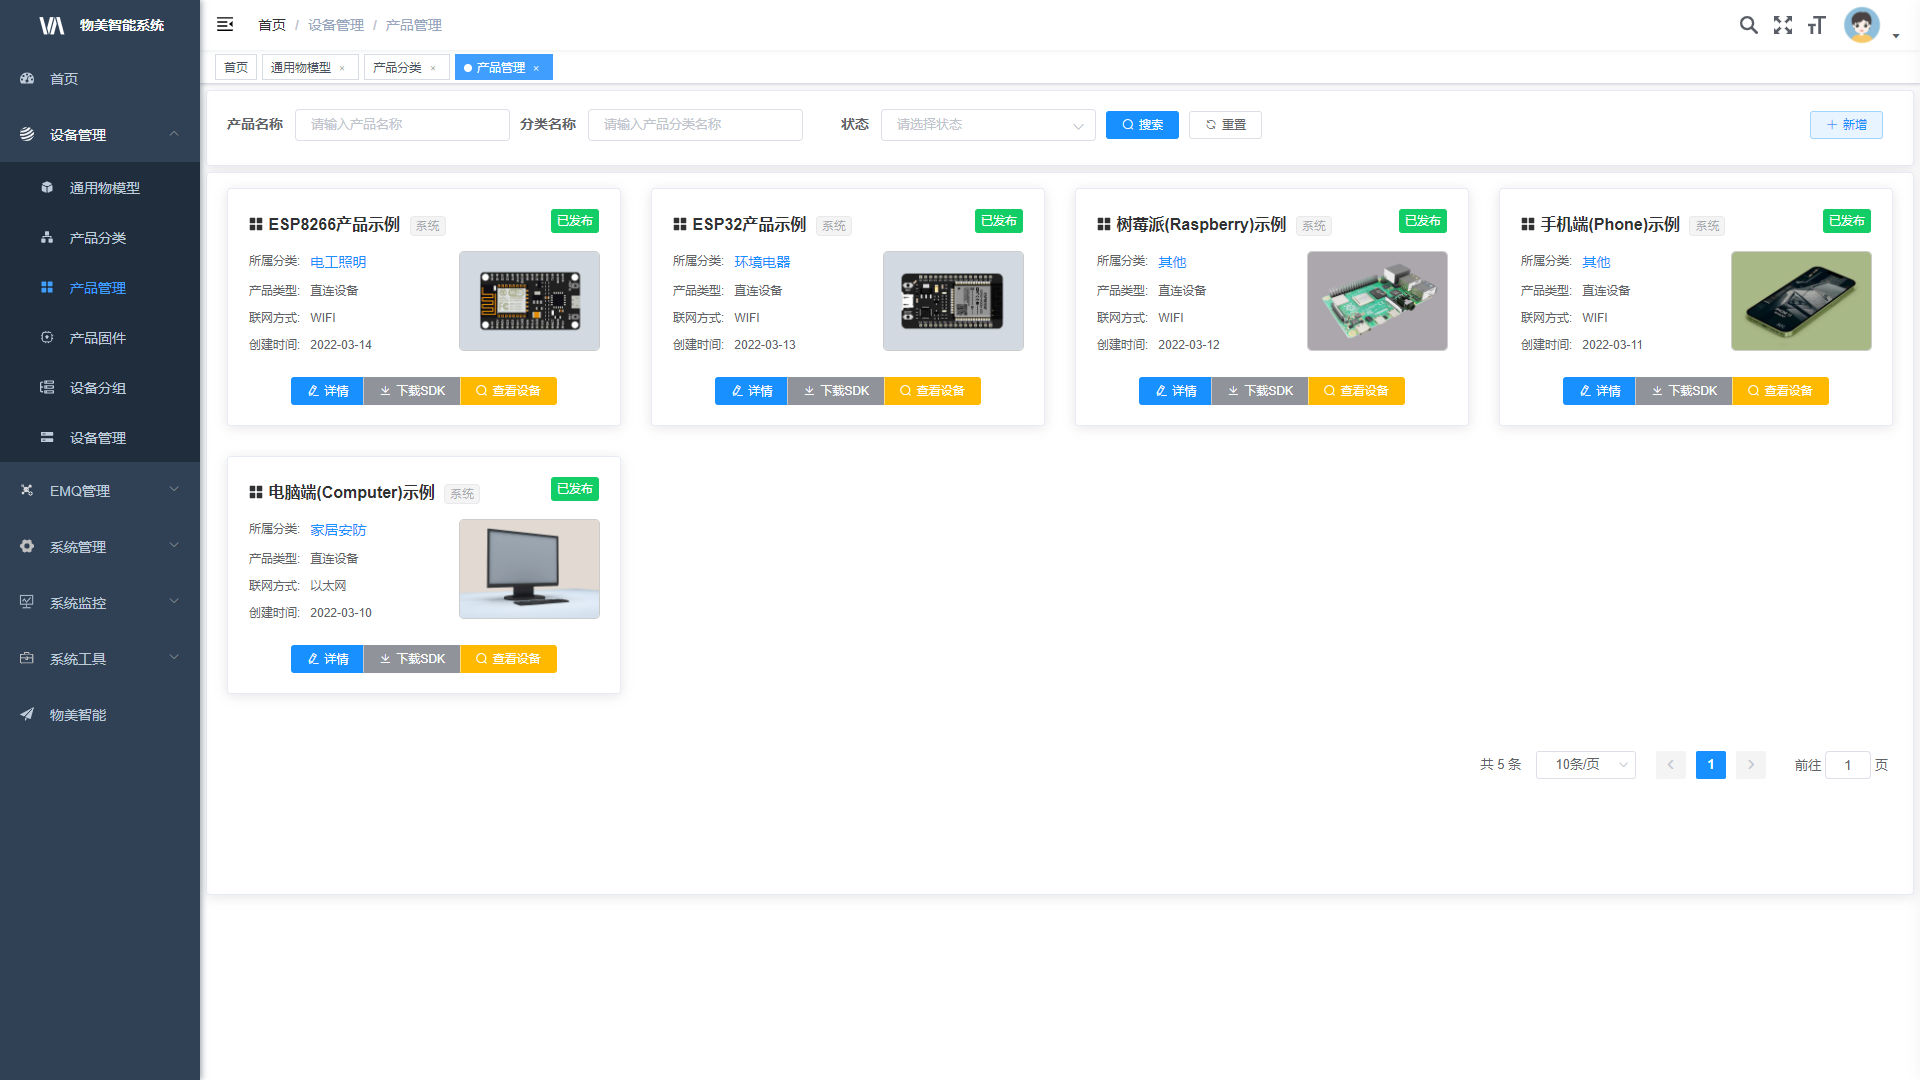 物美智能系统
首页
设备管理
通用物模型
产品分类
产品管理
产品固件
设备分组
设备管理
EMQ管理
系统管理
系统监控
系统工具
物美智能
首页 / 设备管理 / 产品管理
首页
通用物模型 ×
产品分类 ×
产品管理 ×
产品名称 请输入产品名称 分类名称 请输入产品分类名称 状态 请选择状态 搜索 重置 新增
ESP8266产品示例 系统 已发布
所属分类: 电工照明
产品类型: 直连设备
联网方式: WIFI
创建时间: 2022-03-14
详情 下载SDK 查看设备
ESP32产品示例 系统 已发布
所属分类: 环境电器
产品类型: 直连设备
联网方式: WIFI
创建时间: 2022-03-13
详情 下载SDK 查看设备
树莓派(Raspberry)示例 系统 已发布
所属分类: 其他
产品类型: 直连设备
联网方式: WIFI
创建时间: 2022-03-12
详情 下载SDK 查看设备
手机端(Phone)示例 系统 已发布
所属分类: 其他
产品类型: 直连设备
联网方式: WIFI
创建时间: 2022-03-11
详情 下载SDK 查看设备
电脑端(Computer)示例 系统 已发布
所属分类: 家居安防
产品类型: 直连设备
联网方式: 以太网
创建时间: 2022-03-10
详情 下载SDK 查看设备
共 5 条 10条/页 1 前往 1 页